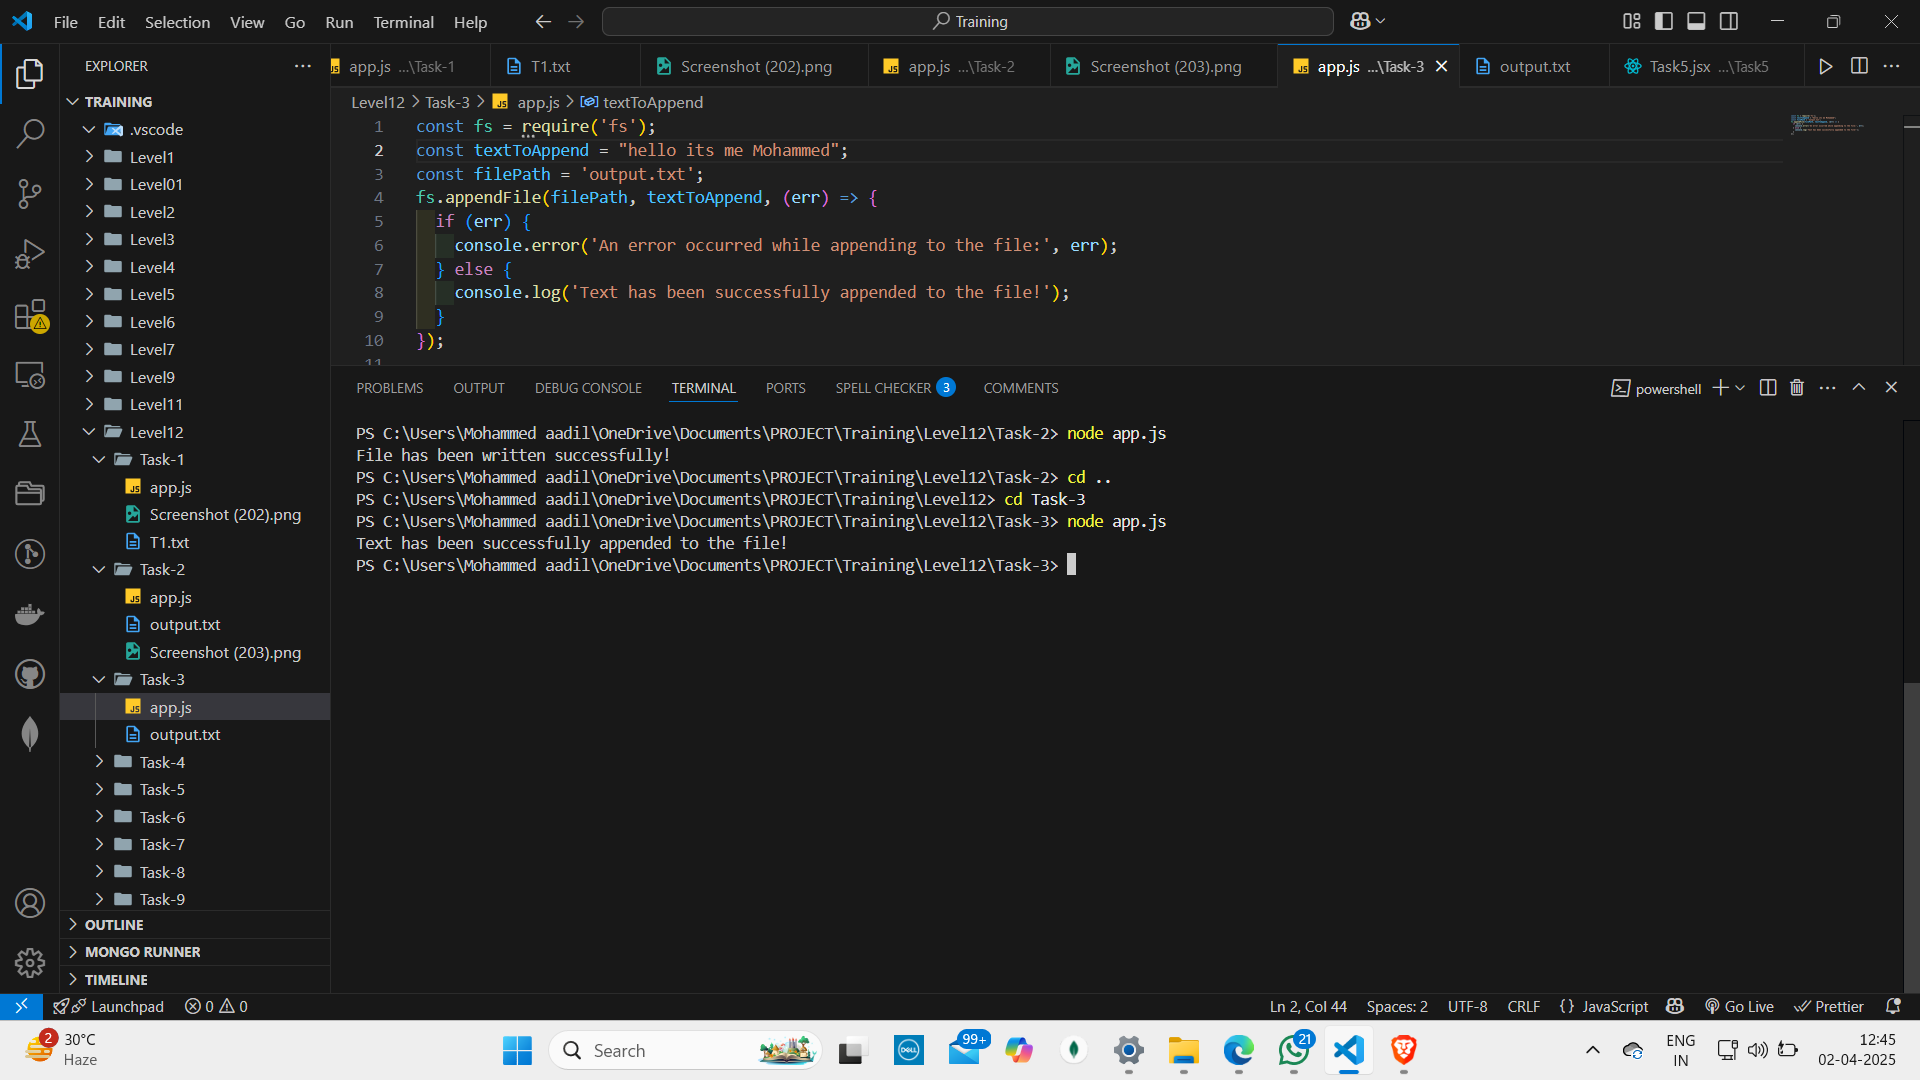 File Edit Selection View Go Run Terminal Help
Training
EXPLORER
TRAINING
.vscode
Level1
Level01
Level2
Level3
Level4
Level5
Level6
Level7
Level9
Level11
Level12
Task-1
app.js
Screenshot (202).png
T1.txt
Task-2
app.js
output.txt
Screenshot (203).png
Task-3
app.js
output.txt
Task-4
Task-5
Task-6
Task-7
Task-8
Task-9
OUTLINE
MONGO RUNNER
TIMELINE
app.js ...\Task-1 T1.txt Screenshot (202).png app.js ...\Task-2 Screenshot (203).png app.js ...\Task-3 output.txt Task5.jsx ...\Task5
Level12 > Task-3 > app.js > textToAppend
1 const fs = require('fs');
2 const textToAppend = "hello its me Mohammed";
3 const filePath = 'output.txt';
4 fs.appendFile(filePath, textToAppend, (err) => {
5 if (err) {
6 console.error('An error occurred while appending to the file:', err);
7 } else {
8 console.log('Text has been successfully appended to the file!');
9 }
10 });
11
PROBLEMS OUTPUT DEBUG CONSOLE TERMINAL PORTS SPELL CHECKER 3 COMMENTS
powershell
PS C:\Users\Mohammed aadil\OneDrive\Documents\PROJECT\Training\Level12\Task-2> node app.js
File has been written successfully!
PS C:\Users\Mohammed aadil\OneDrive\Documents\PROJECT\Training\Level12\Task-2> cd ..
PS C:\Users\Mohammed aadil\OneDrive\Documents\PROJECT\Training\Level12> cd Task-3
PS C:\Users\Mohammed aadil\OneDrive\Documents\PROJECT\Training\Level12\Task-3> node app.js
Text has been successfully appended to the file!
PS C:\Users\Mohammed aadil\OneDrive\Documents\PROJECT\Training\Level12\Task-3>
Launchpad 0 0 Ln 2, Col 44 Spaces: 2 UTF-8 CRLF {} JavaScript Go Live Prettier
2
30°C
Haze
Search
DELL
99+
21
ENG
IN
12:45
02-04-2025